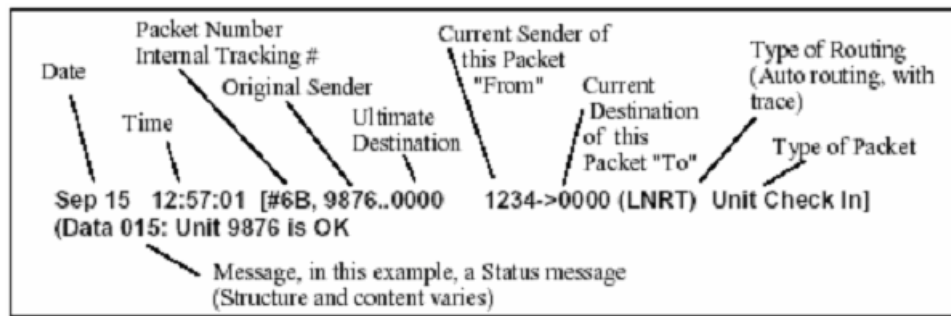 Packet Number
Internal Tracking #
Current Sender of
this Packet
"From"
Type of Routing
(Auto routing, with
trace)
Date
Original Sender
Current
Destination
of this
Packet "To"
Time
Ultimate
Destination
Type of Packet
Sep 15 12:57:01 [#6B, 9876..0000 1234->0000 (LNRT) Unit Check In]
(Data 015: Unit 9876 is OK
Message, in this example, a Status message
(Structure and content varies)